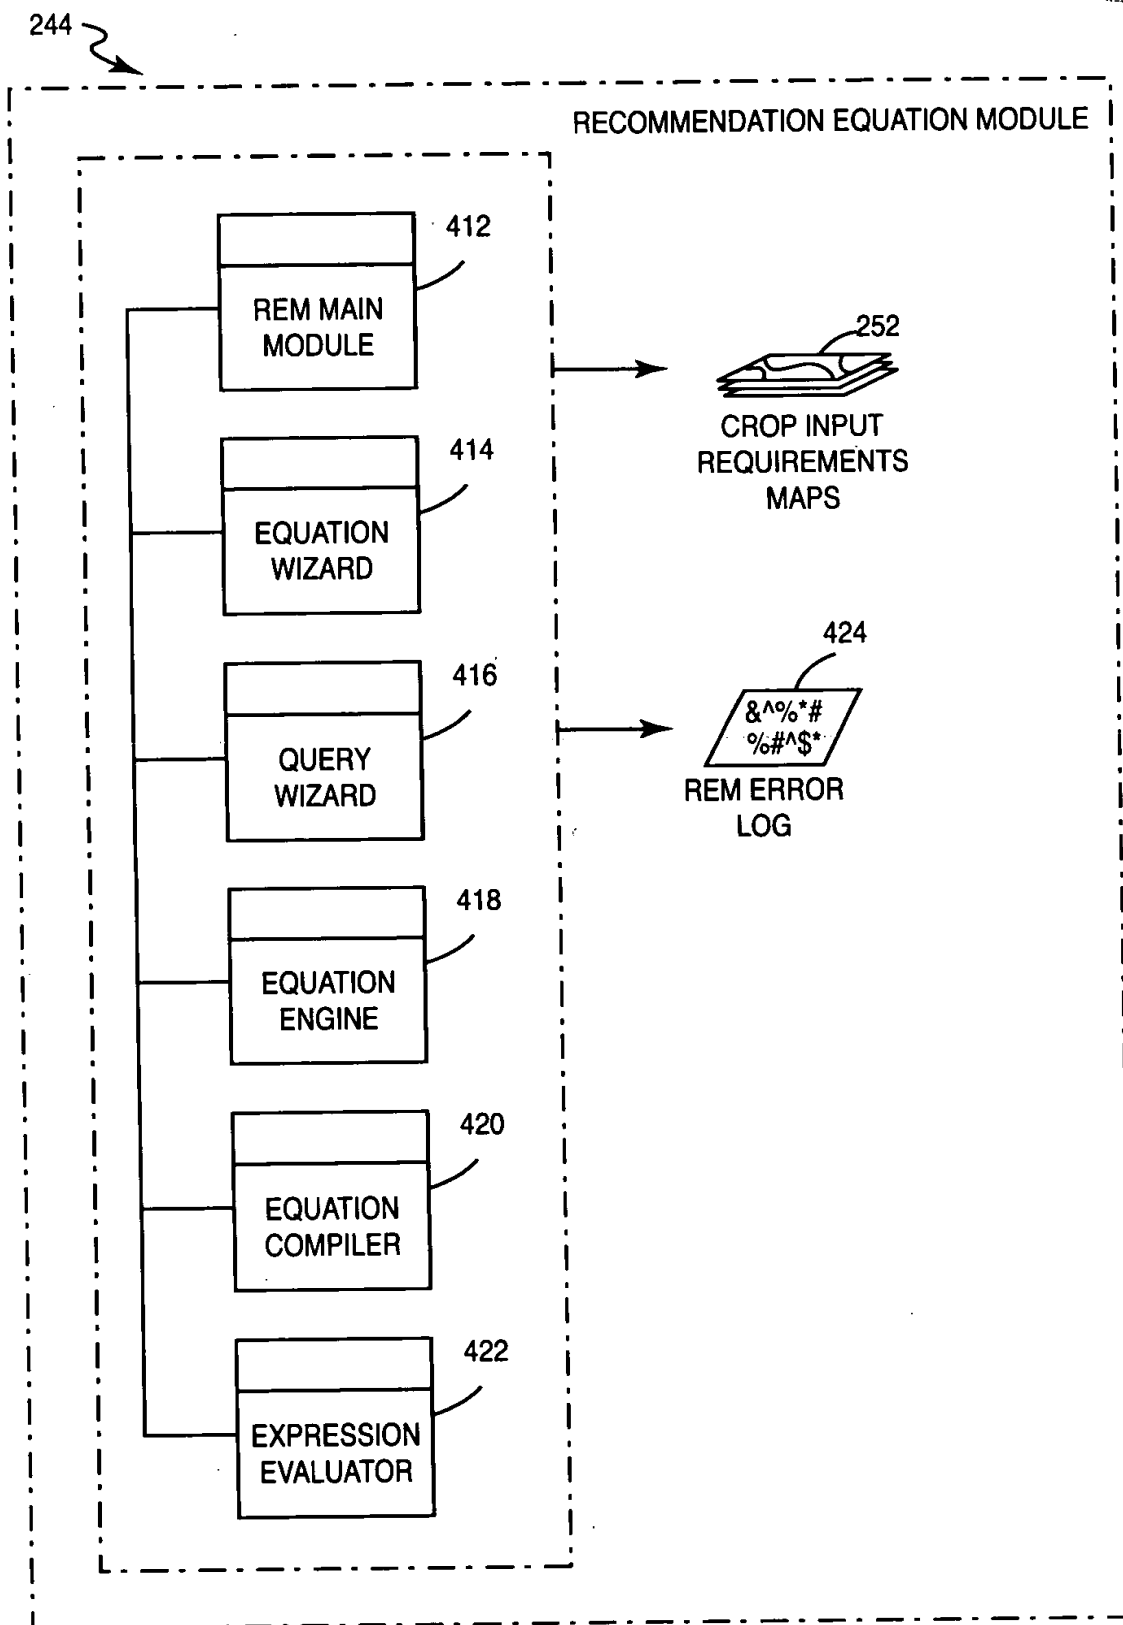 244
RECOMMENDATION EQUATION MODULE
412
REM MAIN
MODULE
252
CROP INPUT
REQUIREMENTS
MAPS
414
EQUATION
WIZARD
424
&^%*#
%#^$*
REM ERROR
LOG
416
QUERY
WIZARD
418
EQUATION
ENGINE
420
EQUATION
COMPILER
422
EXPRESSION
EVALUATOR